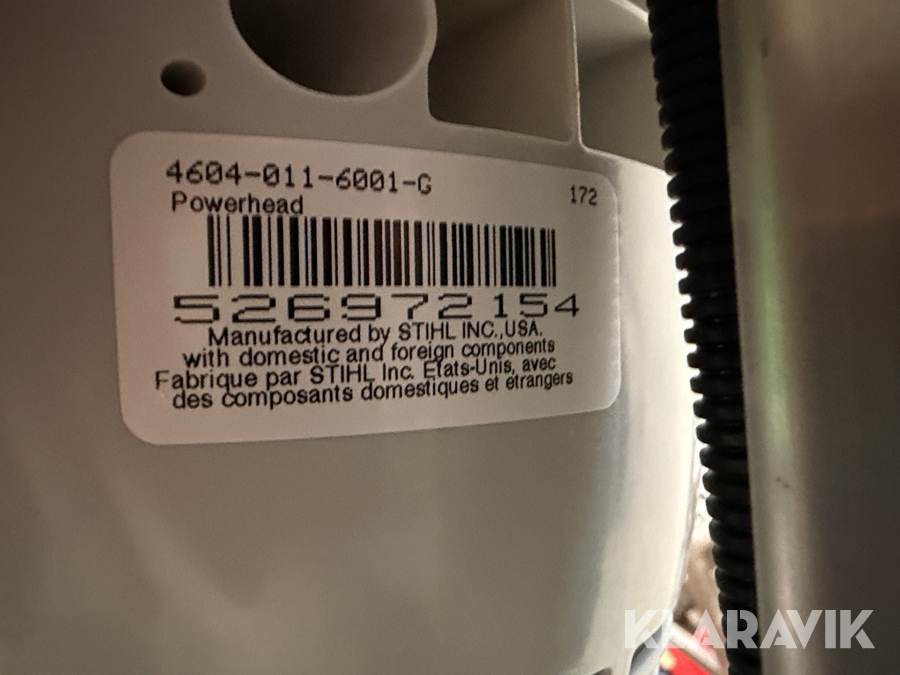 4604-011-6001-G
172
Powerhead
526972154
Manufactured by STIHL INC.,USA.
with domestic and foreign components
Fabrique par STIHL Inc. Etats-Unis, avec
des composants domestiques et étrangers
KLARAVIK